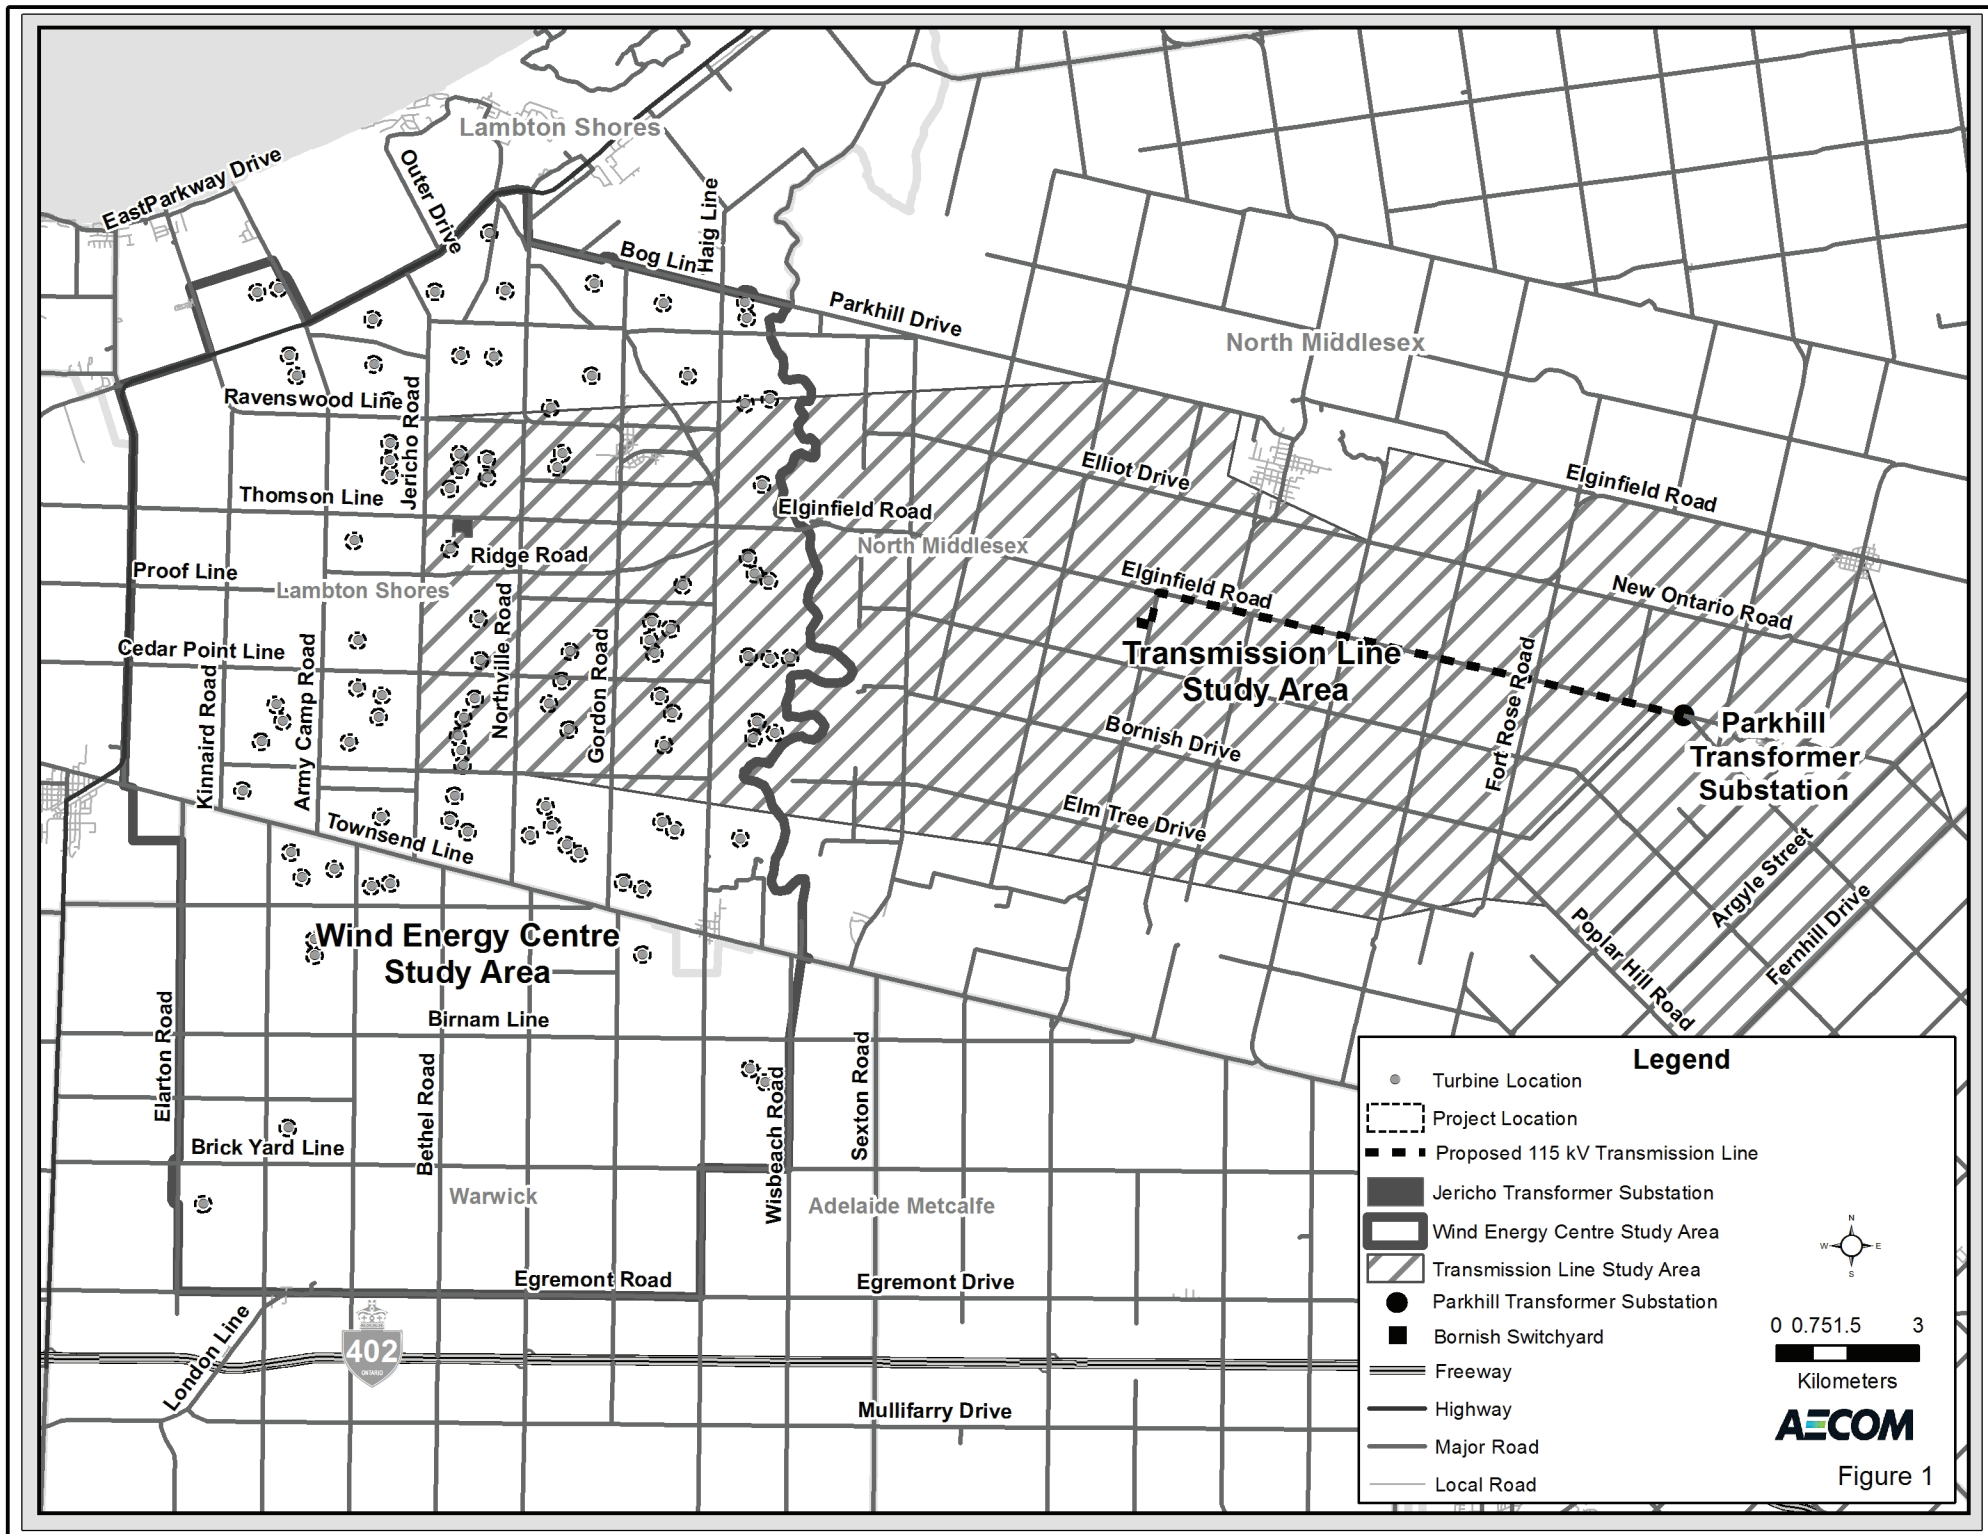 Lambton Shores
EastParkway Drive
Outer Drive
Haig Line
Bog Lin
Parkhill Drive
North Middlesex
Ravenswood Line
Jericho Road
Thomson Line
Elliot Drive
Elginfield Road
Elginfield Road
North Middlesex
Ridge Road
Proof Line
Lambton Shores
Elginfield Road
New Ontario Road
Northville Road
Gordon Road
Cedar Point Line
Kinnaird Road
Army Camp Road
Transmission Line
Study Area
Fort Rose Road
Bornish Drive
Parkhill
Transformer
Substation
Elm Tree Drive
Townsend Line
Argyle Street
Fernhill Drive
Poplar Hill Road
Wind Energy Centre
Study Area
Birnam Line
Elarton Road
Bethel Road
Wisbeach Road
Sexton Road
Brick Yard Line
Warwick
Adelaide Metcalfe
Egremont Road
Egremont Drive
London Line
402
ONTARIO
Mullifarry Drive
Legend
Turbine Location
Project Location
Proposed 115 kV Transmission Line
Jericho Transformer Substation
Wind Energy Centre Study Area
Transmission Line Study Area
Parkhill Transformer Substation
Bornish Switchyard
Freeway
Highway
Major Road
Local Road
N
W E
S
0 0.751.5 3
Kilometers
AECOM
Figure 1